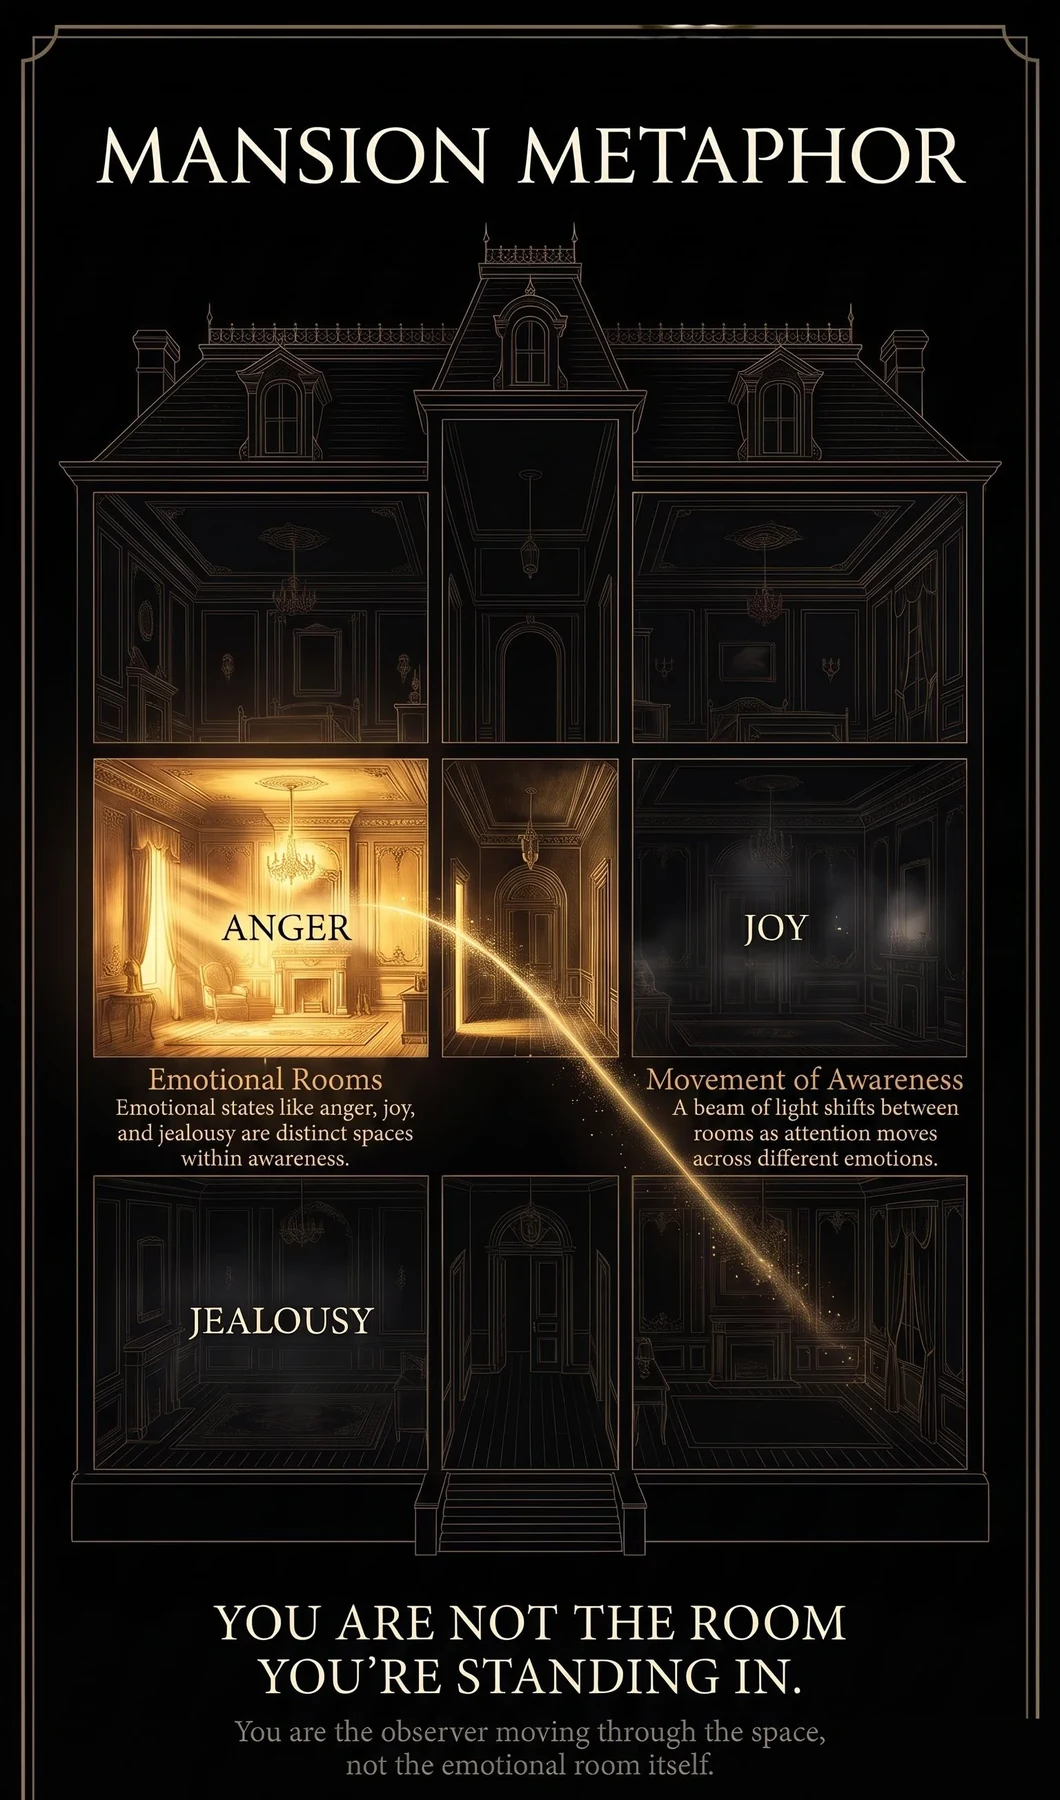 MANSION METAPHOR
ANGER
JOY
Emotional Rooms
Emotional states like anger, joy,
and jealousy are distinct spaces
within awareness.
Movement of Awareness
A beam of light shifts between
rooms as attention moves
across different emotions.
JEALOUSY
YOU ARE NOT THE ROOM
YOU'RE STANDING IN.
You are the observer moving through the space,
not the emotional room itself.